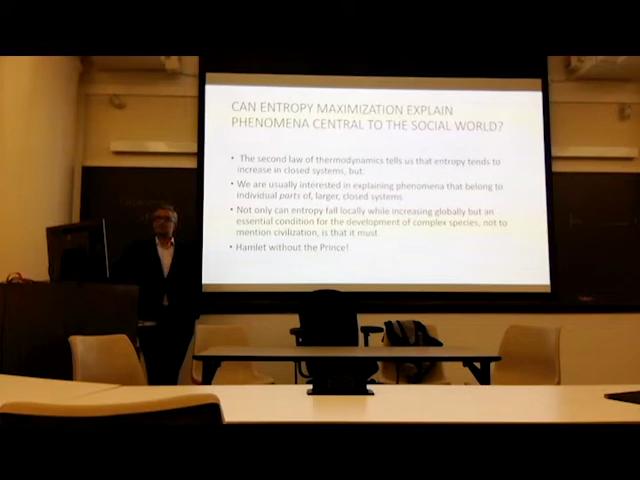 CAN ENTROPY MAXIMIZATION EXPLAIN
PHENOMENA CENTRAL TO THE SOCIAL WORLD?
• The second law of thermodynamics tells us that entropy tends to
increase in closed systems, but:
• We are usually interested in explaining phenomena that belong to
individual parts of, larger, closed systems
• Not only can entropy fall locally while increasing globally but an
essential condition for the development of complex species, not to
mention civilization, is that it must
• Hamlet without the Prince!